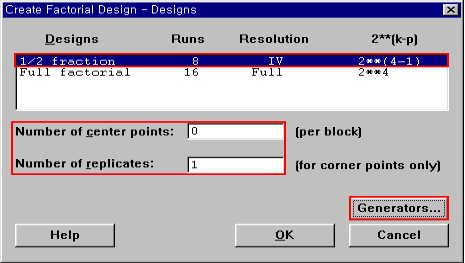 Create Factorial Design - Designs
Designs Runs Resolution 2**(k-p)
1/2 fraction 8 IV 2**(4-1)
Full factorial 16 Full 2**4
Number of center points: 0 (per block)
Number of replicates: 1 (for corner points only)
Generators...
Help OK Cancel